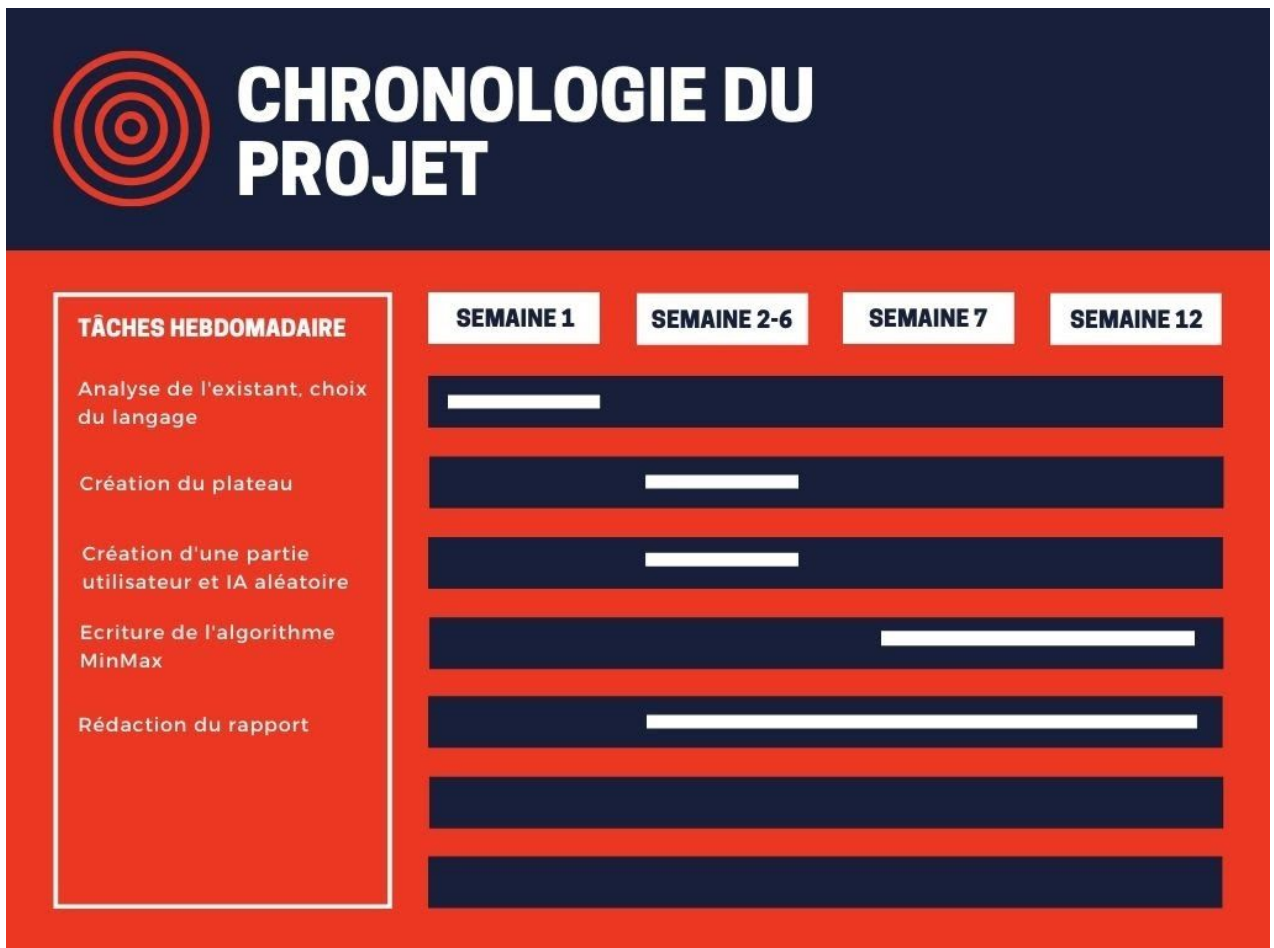 CHRONOLOGIE DU
PROJET
TÂCHES HEBDOMADAIRE
SEMAINE 1
SEMAINE 2-6
SEMAINE 7
SEMAINE 12
Analyse de l'existant, choix
du langage
Création du plateau
Création d'une partie
utilisateur et IA aléatoire
Ecriture de l'algorithme
MinMax
Rédaction du rapport